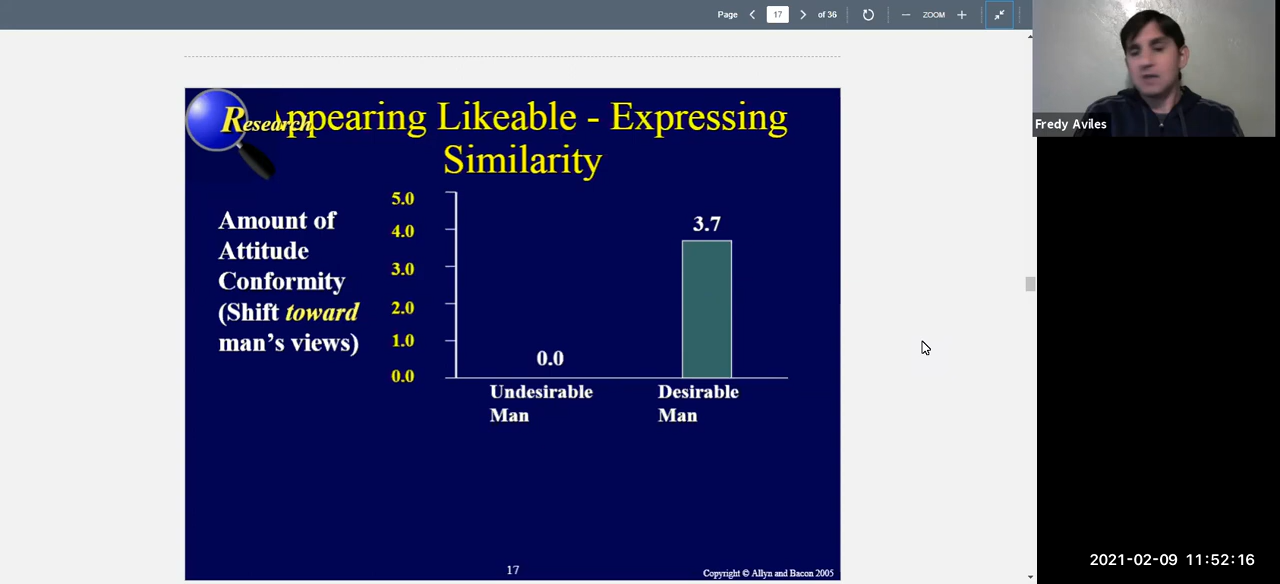 Page 17 of 36 ZOOM
Fredy Aviles
Research
Appearing Likeable - Expressing
Similarity
Amount of
Attitude
Conformity
(Shift toward
man's views)
5.0
4.0
3.0
2.0
1.0
0.0
0.0
3.7
Undesirable
Man
Desirable
Man
17
Copyright © Allyn and Bacon 2005
2021-02-09 11:52:16